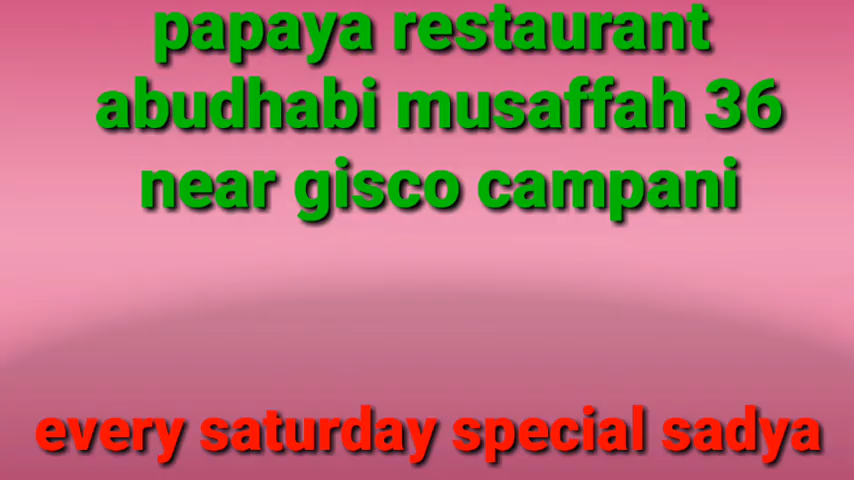 papaya restaurant
abudhabi musaffah 36
near gisco campani
every saturday special sadya